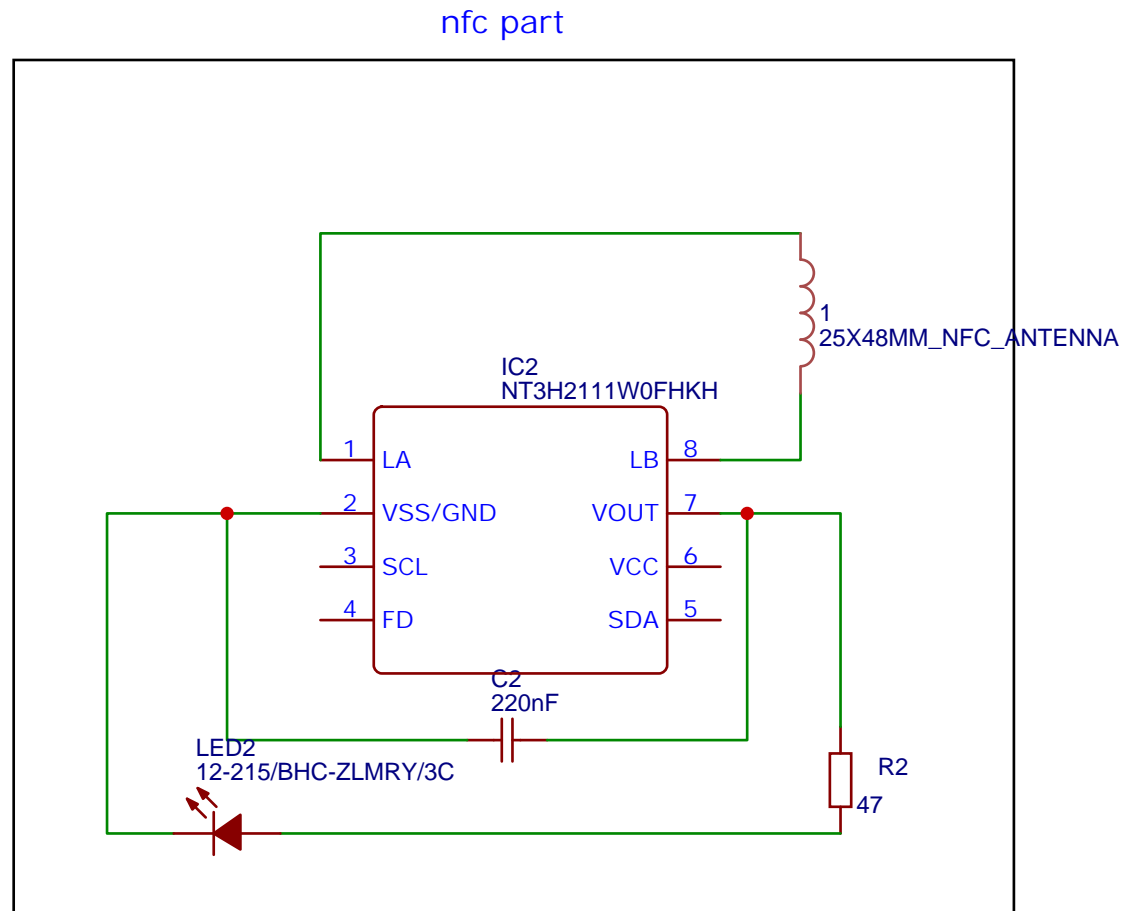 nfc part
1
25X48MM_NFC_ANTENNA
IC2
NT3H2111W0FHKH
1 LA LB 8
2 VSS/GND VOUT 7
3 SCL VCC 6
4 FD SDA 5
C2
220nF
LED2
12-215/BHC-ZLMRY/3C
R2
47